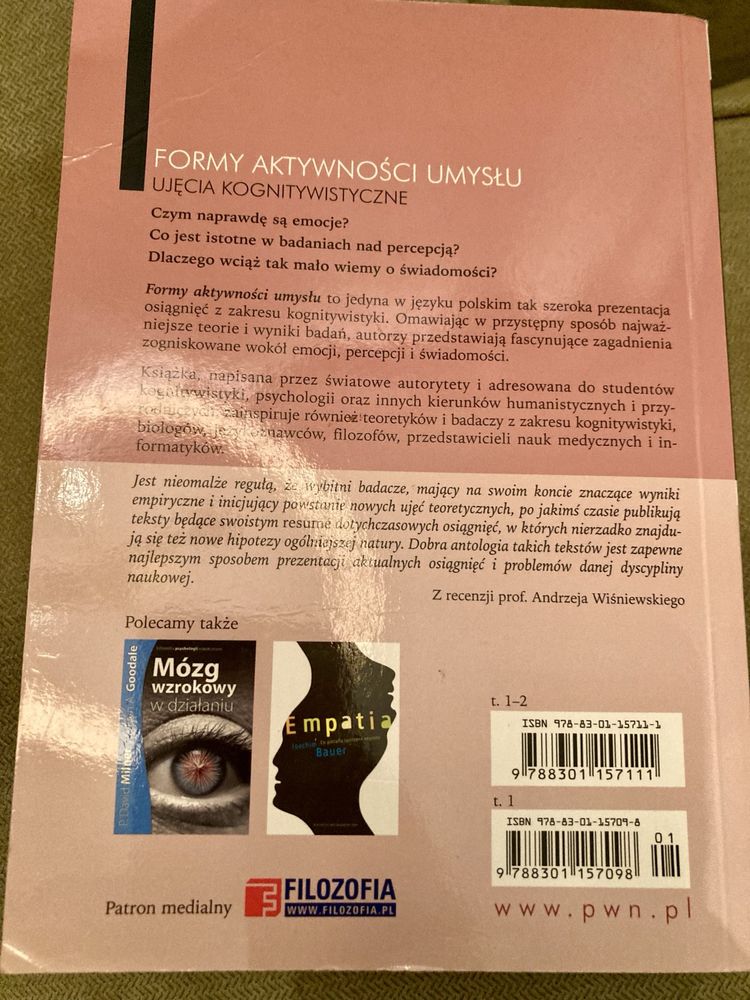 FORMY AKTYWNOŚCI UMYSŁU
UJĘCIA KOGNITYWISTYCZNE
Czym naprawdę są emocje?
Co jest istotne w badaniach nad percepcją?
Dlaczego wciąż tak mało wiemy o świadomości?
Formy aktywności umysłu to jedyna w języku polskim tak szeroka prezentacja
osiągnięć z zakresu kognitywistyki. Omawiając w przystępny sposób najważ-
niejsze teorie i wyniki badań, autorzy przedstawiają fascynujące zagadnienia
zogniskowane wokół emocji, percepcji i świadomości.
Książka, napisana przez światowe autorytety i adresowana do studentów
kognitywistyki, psychologii oraz innych kierunków humanistycznych i przy-
rodniczych, zainspiruje również teoretyków i badaczy z zakresu kognitywistyki,
biologów, językoznawców, filozofów, przedstawicieli nauk medycznych i in-
formatyków.
Jest nieomalże regułą, że wybitni badacze, mający na swoim koncie znaczące wyniki
empiryczne i inicjujący powstanie nowych ujęć teoretycznych, po jakimś czasie publikują
teksty będące swoistym resumé dotychczasowych osiągnięć, w których nierzadko znajdu-
ją się też nowe hipotezy ogólniejszej natury. Dobra antologia takich tekstów jest zapewne
najlepszym sposobem prezentacji aktualnych osiągnięć i problemów danej dyscypliny
naukowej.
Z recenzji prof. Andrzeja Wiśniewskiego
Polecamy także
Mózg
wzrokowy
w działaniu
David Milner
A. Goodale
Empatia
Joachim
Bauer
t. 1–2
ISBN 978-83-01-15711-1
9 788301 157111
t. 1
ISBN 978-83-01-15709-8
01
9 788301 157098
Patron medialny
FILOZOFIA
WWW.FILOZOFIA.PL
www.pwn.pl